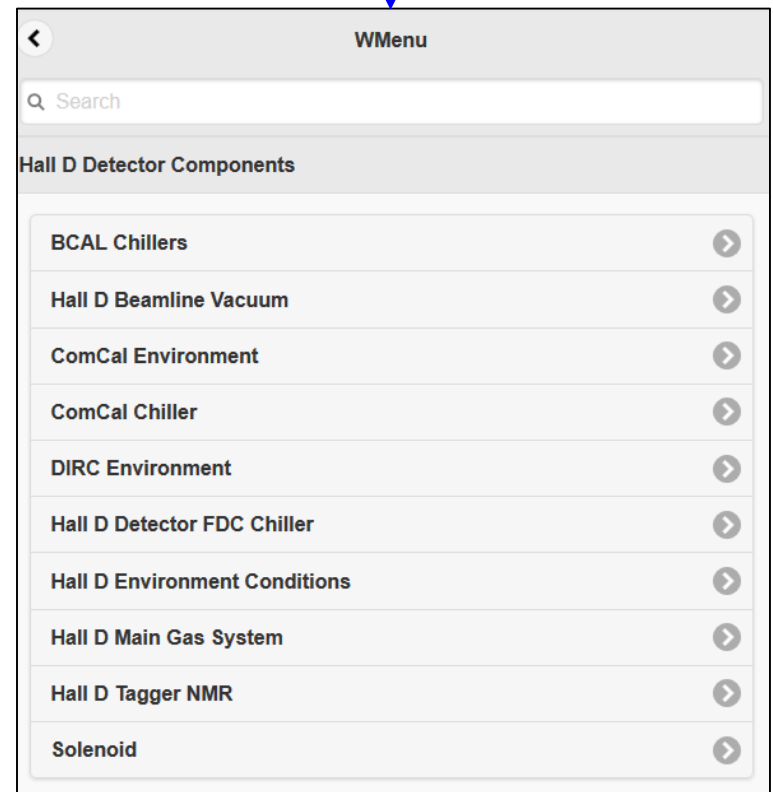 WMenu
Search
Hall D Detector Components
BCAL Chillers
Hall D Beamline Vacuum
ComCal Environment
ComCal Chiller
DIRC Environment
Hall D Detector FDC Chiller
Hall D Environment Conditions
Hall D Main Gas System
Hall D Tagger NMR
Solenoid